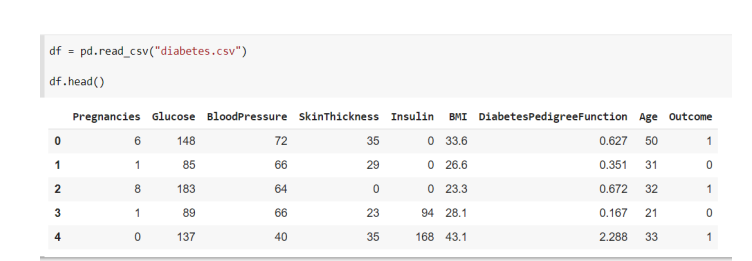 df = pd.read_csv("diabetes.csv")
df.head()
Pregnancies Glucose BloodPressure SkinThickness Insulin BMI DiabetesPedigreeFunction Age Outcome
0 6 148 72 35 0 33.6 0.627 50 1
1 1 85 66 29 0 26.6 0.351 31 0
2 8 183 64 0 0 23.3 0.672 32 1
3 1 89 66 23 94 28.1 0.167 21 0
4 0 137 40 35 168 43.1 2.288 33 1